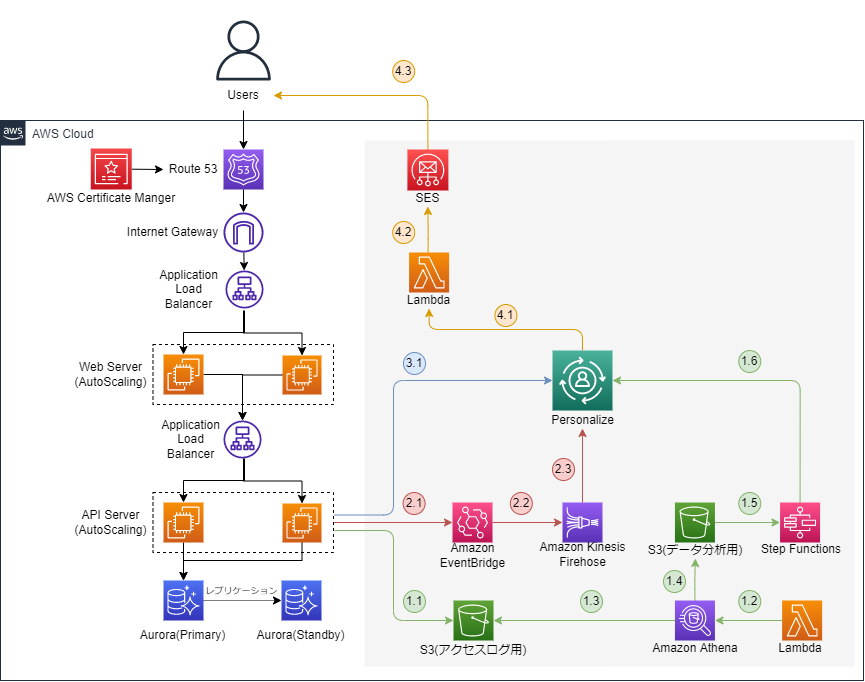 4.3
Users
aws
AWS Cloud
Route 53
53
AWS Certificate Manger
SES
Internet Gateway
4.2
Application
Load
Balancer
Lambda
4.1
Web Server
(AutoScaling)
3.1
1.6
Personalize
Application
Load
Balancer
2.3
API Server
(AutoScaling)
2.1
2.2
1.5
Amazon
EventBridge
Amazon Kinesis
Firehose
S3(データ分析用)
Step Functions
レプリケーション
1.4
1.1
1.3
1.2
Aurora(Primary)
Aurora(Standby)
S3(アクセスログ用)
Amazon Athena
Lambda